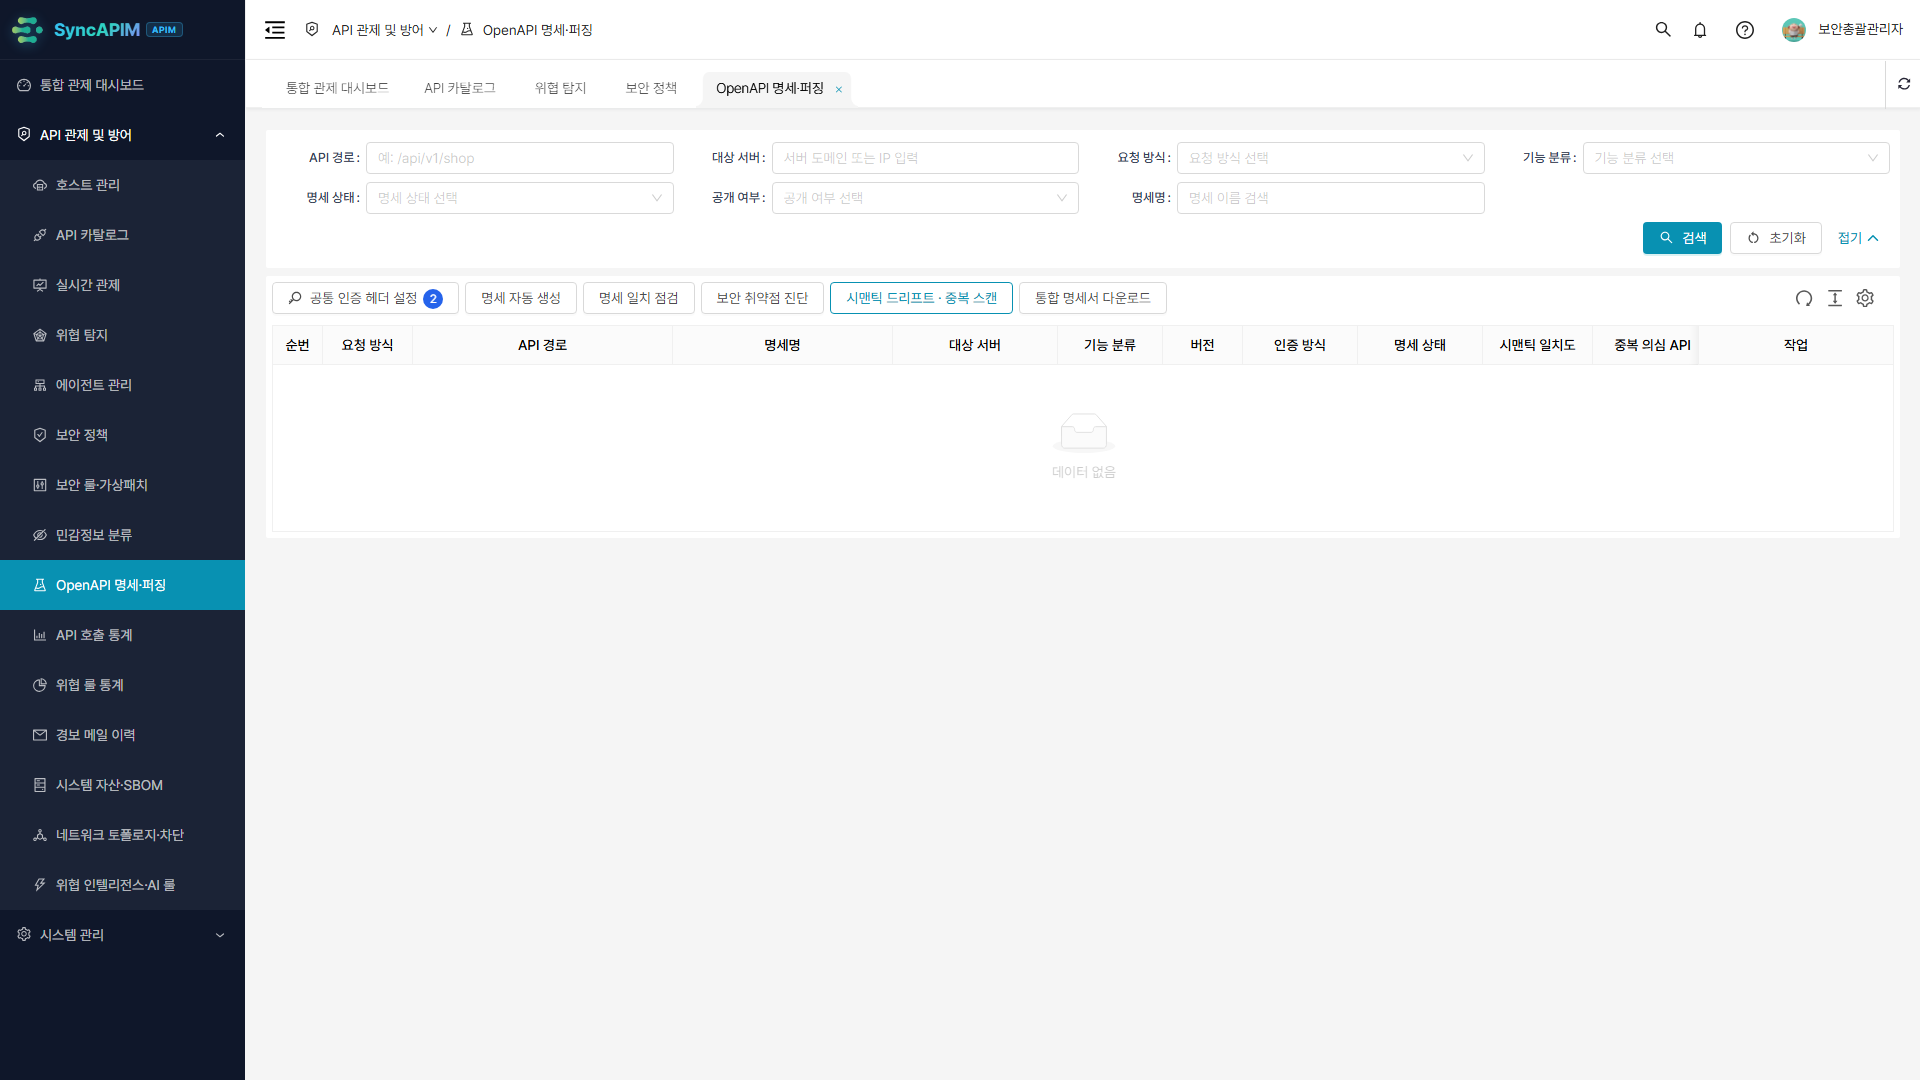 SyncAPIM APIM
통합 관제 대시보드
API 관제 및 방어
호스트 관리
API 카탈로그
실시간 관제
위협 탐지
에이전트 관리
보안 정책
보안 룰·가상패치
민감정보 분류
OpenAPI 명세·퍼징
API 호출 통계
위협 룰 통계
경보 메일 이력
시스템 자산·SBOM
네트워크 토폴로지·차단
위협 인텔리전스·AI 룰
시스템 관리
API 관제 및 방어 / OpenAPI 명세·퍼징
보안총괄관리자
통합 관제 대시보드 API 카탈로그 위협 탐지 보안 정책 OpenAPI 명세·퍼징 ×
API 경로: 예: /api/v1/shop 대상 서버: 서버 도메인 또는 IP 입력 요청 방식: 요청 방식 선택 기능 분류: 기능 분류 선택
명세 상태: 명세 상태 선택 공개 여부: 공개 여부 선택 명세명: 명세 이름 검색
검색 초기화 접기
공통 인증 헤더 설정 2 명세 자동 생성 명세 일치 점검 보안 취약점 진단 시맨틱 드리프트 · 중복 스캔 통합 명세서 다운로드
순번 요청 방식 API 경로 명세명 대상 서버 기능 분류 버전 인증 방식 명세 상태 시맨틱 일치도 중복 의심 API 작업
데이터 없음